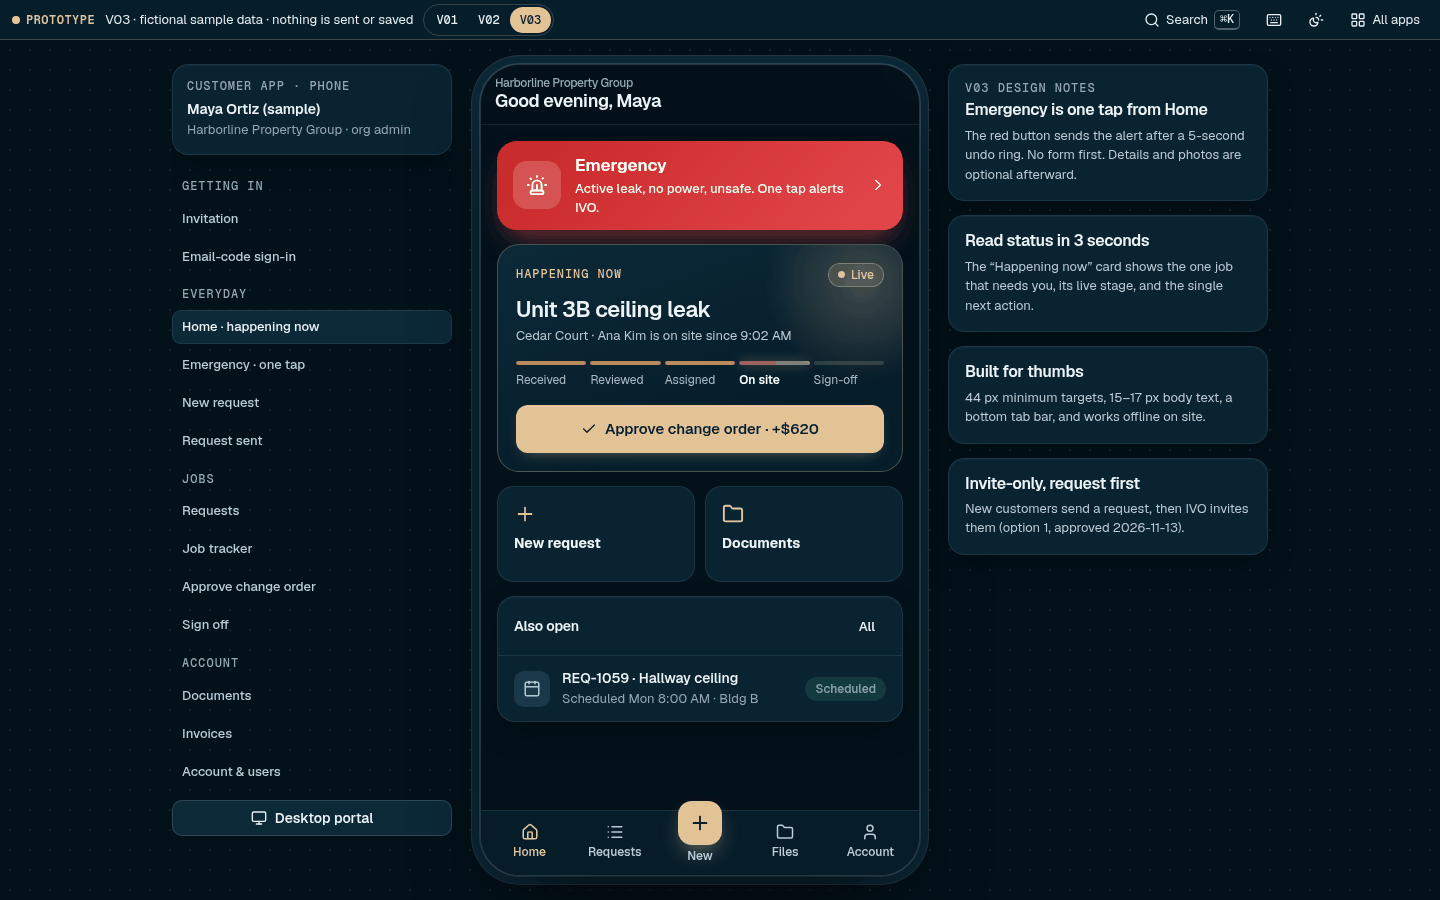 PROTOTYPE V03 · fictional sample data · nothing is sent or saved V01 V02 V03 Search ⌘K All apps
CUSTOMER APP · PHONE
Maya Ortiz (sample)
Harborline Property Group · org admin
GETTING IN
Invitation
Email-code sign-in
EVERYDAY
Home · happening now
Emergency · one tap
New request
Request sent
JOBS
Requests
Job tracker
Approve change order
Sign off
ACCOUNT
Documents
Invoices
Account & users
Desktop portal
Harborline Property Group
Good evening, Maya
Emergency
Active leak, no power, unsafe. One tap alerts
IVO.
HAPPENING NOW Live
Unit 3B ceiling leak
Cedar Court · Ana Kim is on site since 9:02 AM
Received Reviewed Assigned On site Sign-off
Approve change order · +$620
New request Documents
Also open All
REQ-1059 · Hallway ceiling
Scheduled Mon 8:00 AM · Bldg B Scheduled
Home Requests New Files Account
V03 DESIGN NOTES
Emergency is one tap from Home
The red button sends the alert after a 5-second
undo ring. No form first. Details and photos are
optional afterward.
Read status in 3 seconds
The “Happening now” card shows the one job
that needs you, its live stage, and the single
next action.
Built for thumbs
44 px minimum targets, 15–17 px body text, a
bottom tab bar, and works offline on site.
Invite-only, request first
New customers send a request, then IVO invites
them (option 1, approved 2026-11-13).